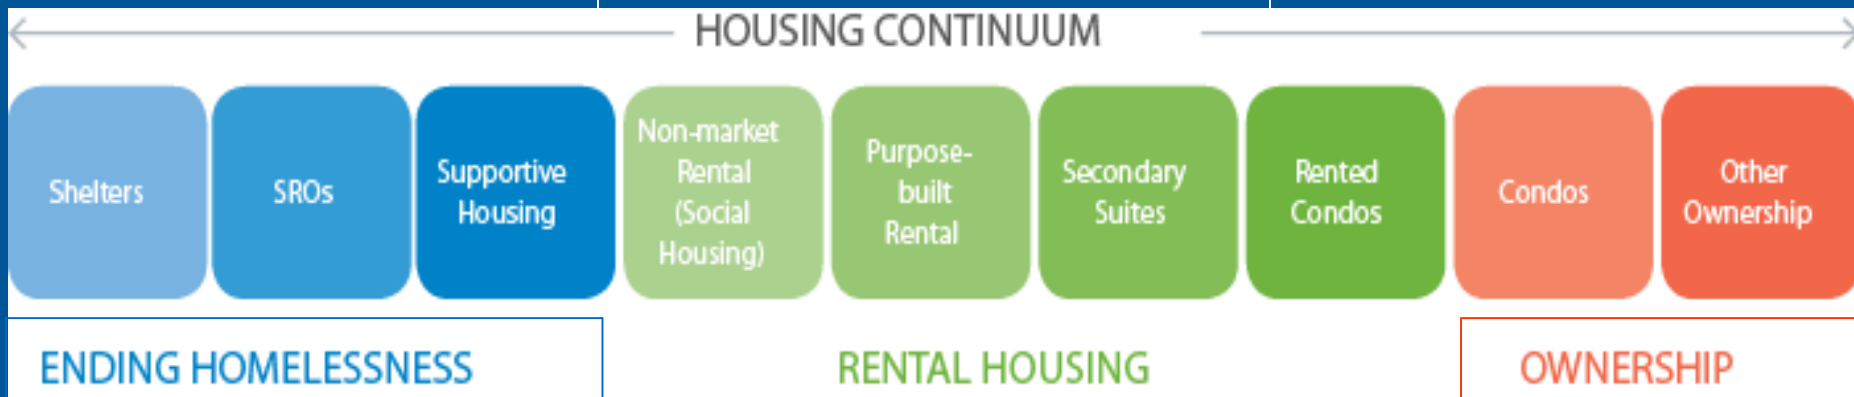 HOUSING CONTINUUM
Shelters
SROs
Supportive
Housing
Non-market
Rental
(Social
Housing)
Purpose-
built
Rental
Secondary
Suites
Rented
Condos
Condos
Other
Ownership
ENDING HOMELESSNESS
RENTAL HOUSING
OWNERSHIP